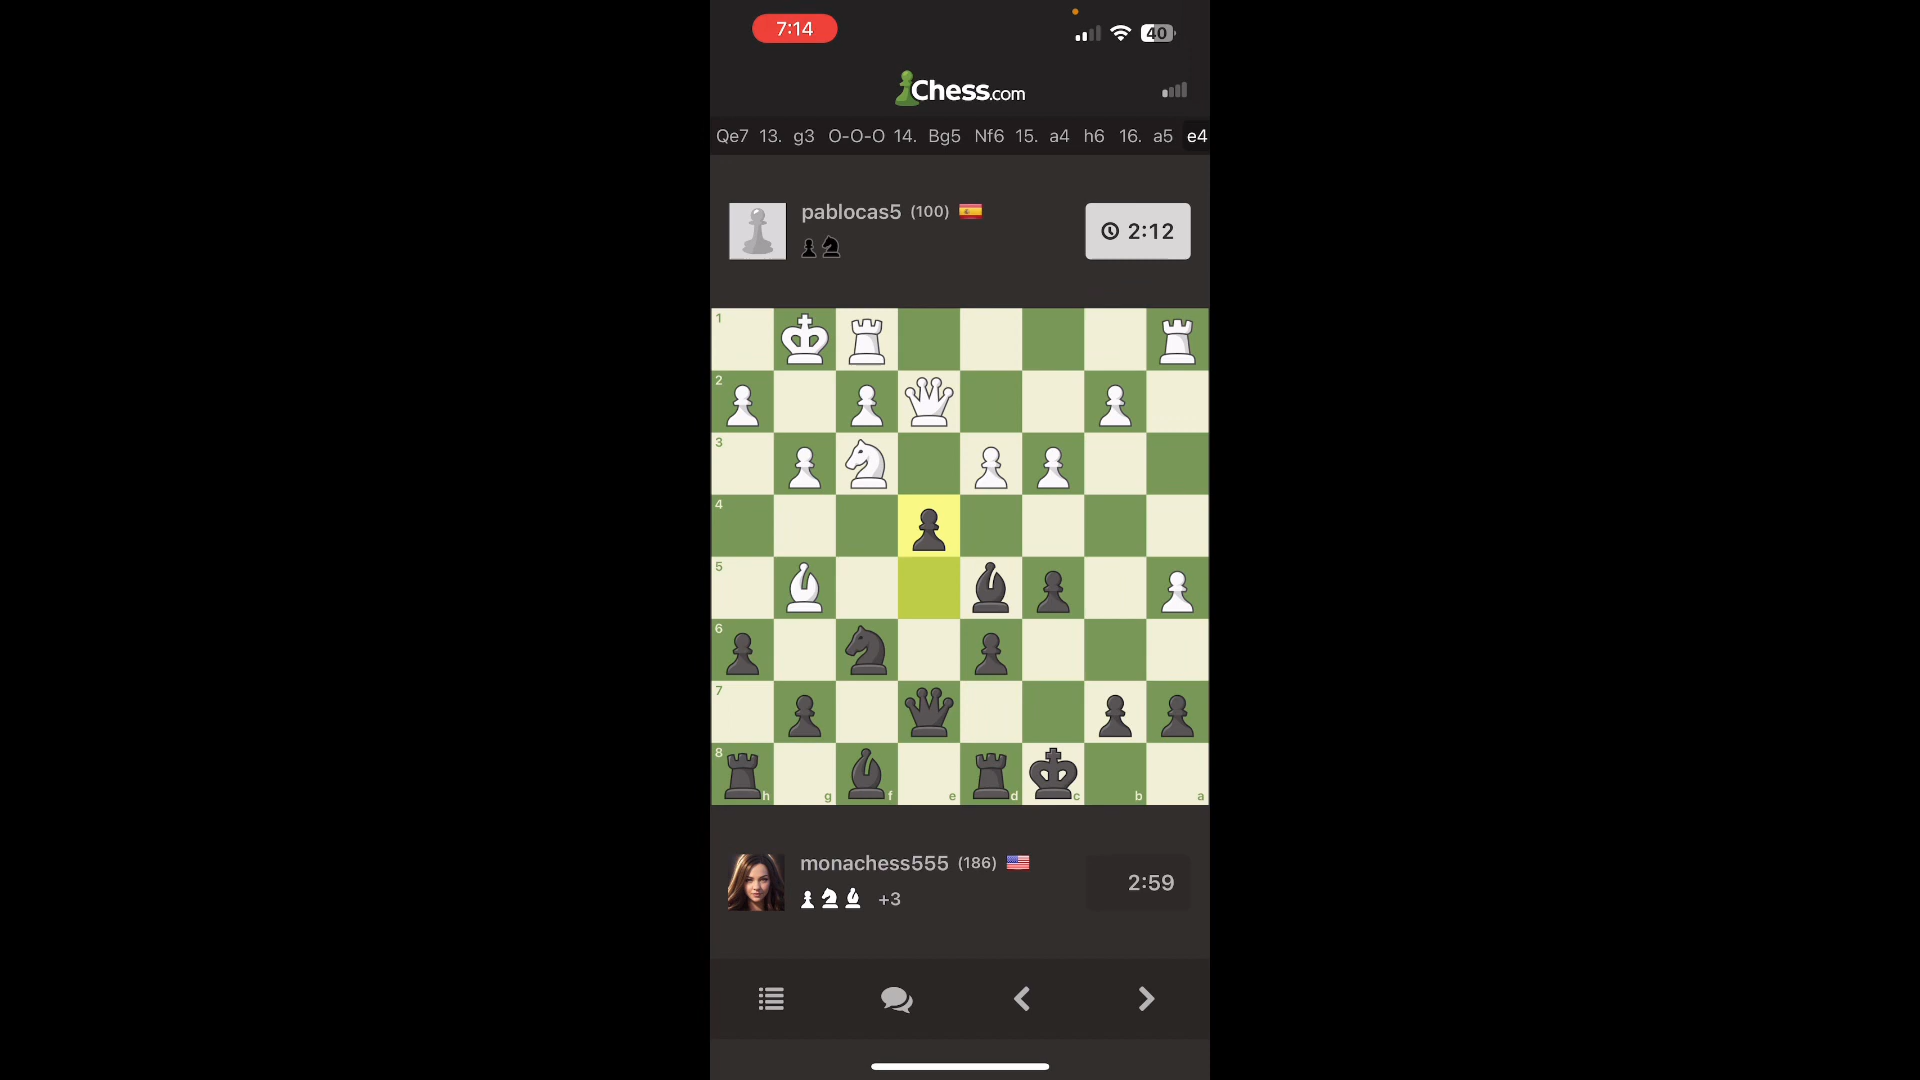 7:14
40
Chess.com
Qe7 13. g3 O-O-O 14. Bg5 Nf6 15. a4 h6 16. a5 e4
pablocas5 (100)
2:12
1
2
3
4
5
6
7
8
h g f e d c b a
monachess555 (186)
2:59
+3